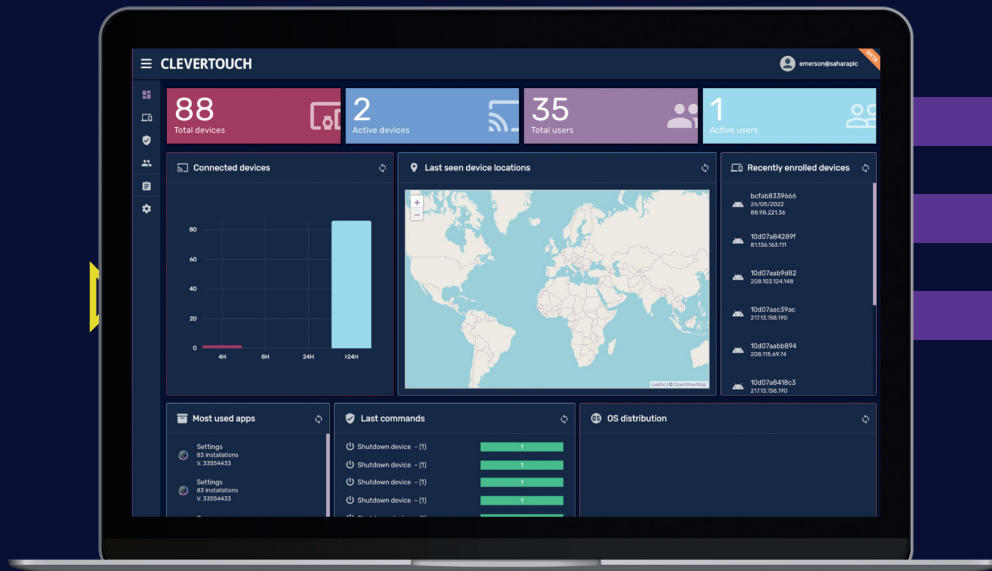 CLEVERTOUCH
emerson@saharaplc
BETA
88
Total devices
2
Active devices
35
Total users
1
Active users
Connected devices
80
60
40
20
0
4H 8H 24H >24H
Last seen device locations
+
−
Leaflet | © OpenStreetMap
Recently enrolled devices
bcfab8339666
26/05/2022
88.98.221.36
10d07a84289f
81.136.163.111
10d07aab9d82
208.103.124.148
10d07aac39ac
217.13.158.190
10d07aabb894
208.115.69.74
10d07a8418c3
217.13.158.190
Most used apps
Settings
83 Installations
V. 33554433
Settings
83 Installations
V. 33554433
Last commands
Shutdown device - (1) 1
Shutdown device - (1) 1
Shutdown device - (1) 1
Shutdown device - (1) 1
OS
OS distribution